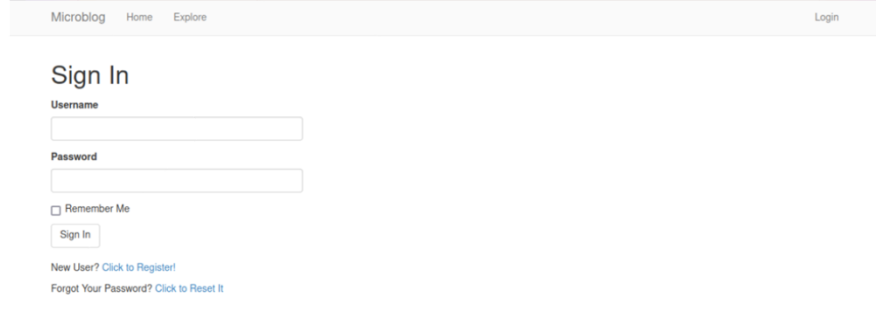 Microblog Home Explore Login
Sign In
Username
Password
Remember Me
Sign In
New User? Click to Register!
Forgot Your Password? Click to Reset It